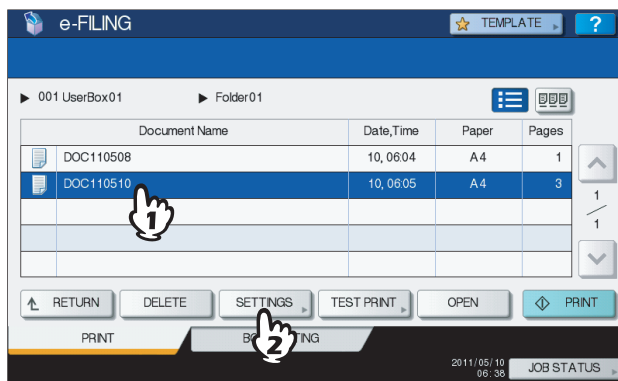 e-FILING
TEMPLATE
?
001 UserBox01 Folder01
Document Name Date,Time Paper Pages
DOC110508 10, 06:04 A4 1
DOC110510 10, 06:05 A4 3
1
1
1
RETURN DELETE SETTINGS TEST PRINT OPEN PRINT
2
PRINT
2011/05/10
06:38
JOB STATUS